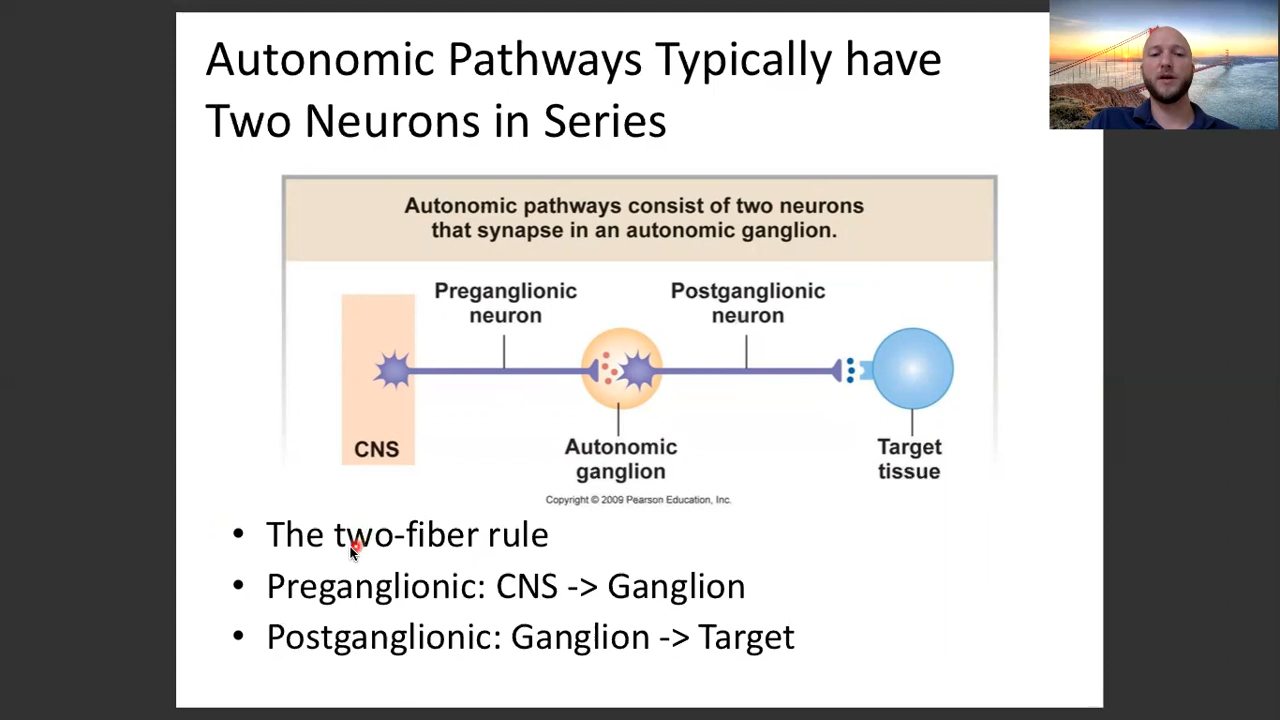 Autonomic Pathways Typically have
Two Neurons in Series
Autonomic pathways consist of two neurons
that synapse in an autonomic ganglion.
Preganglionic
neuron
Postganglionic
neuron
CNS
Autonomic
ganglion
Target
tissue
Copyright © 2009 Pearson Education, Inc.
• The two-fiber rule
• Preganglionic: CNS -> Ganglion
• Postganglionic: Ganglion -> Target